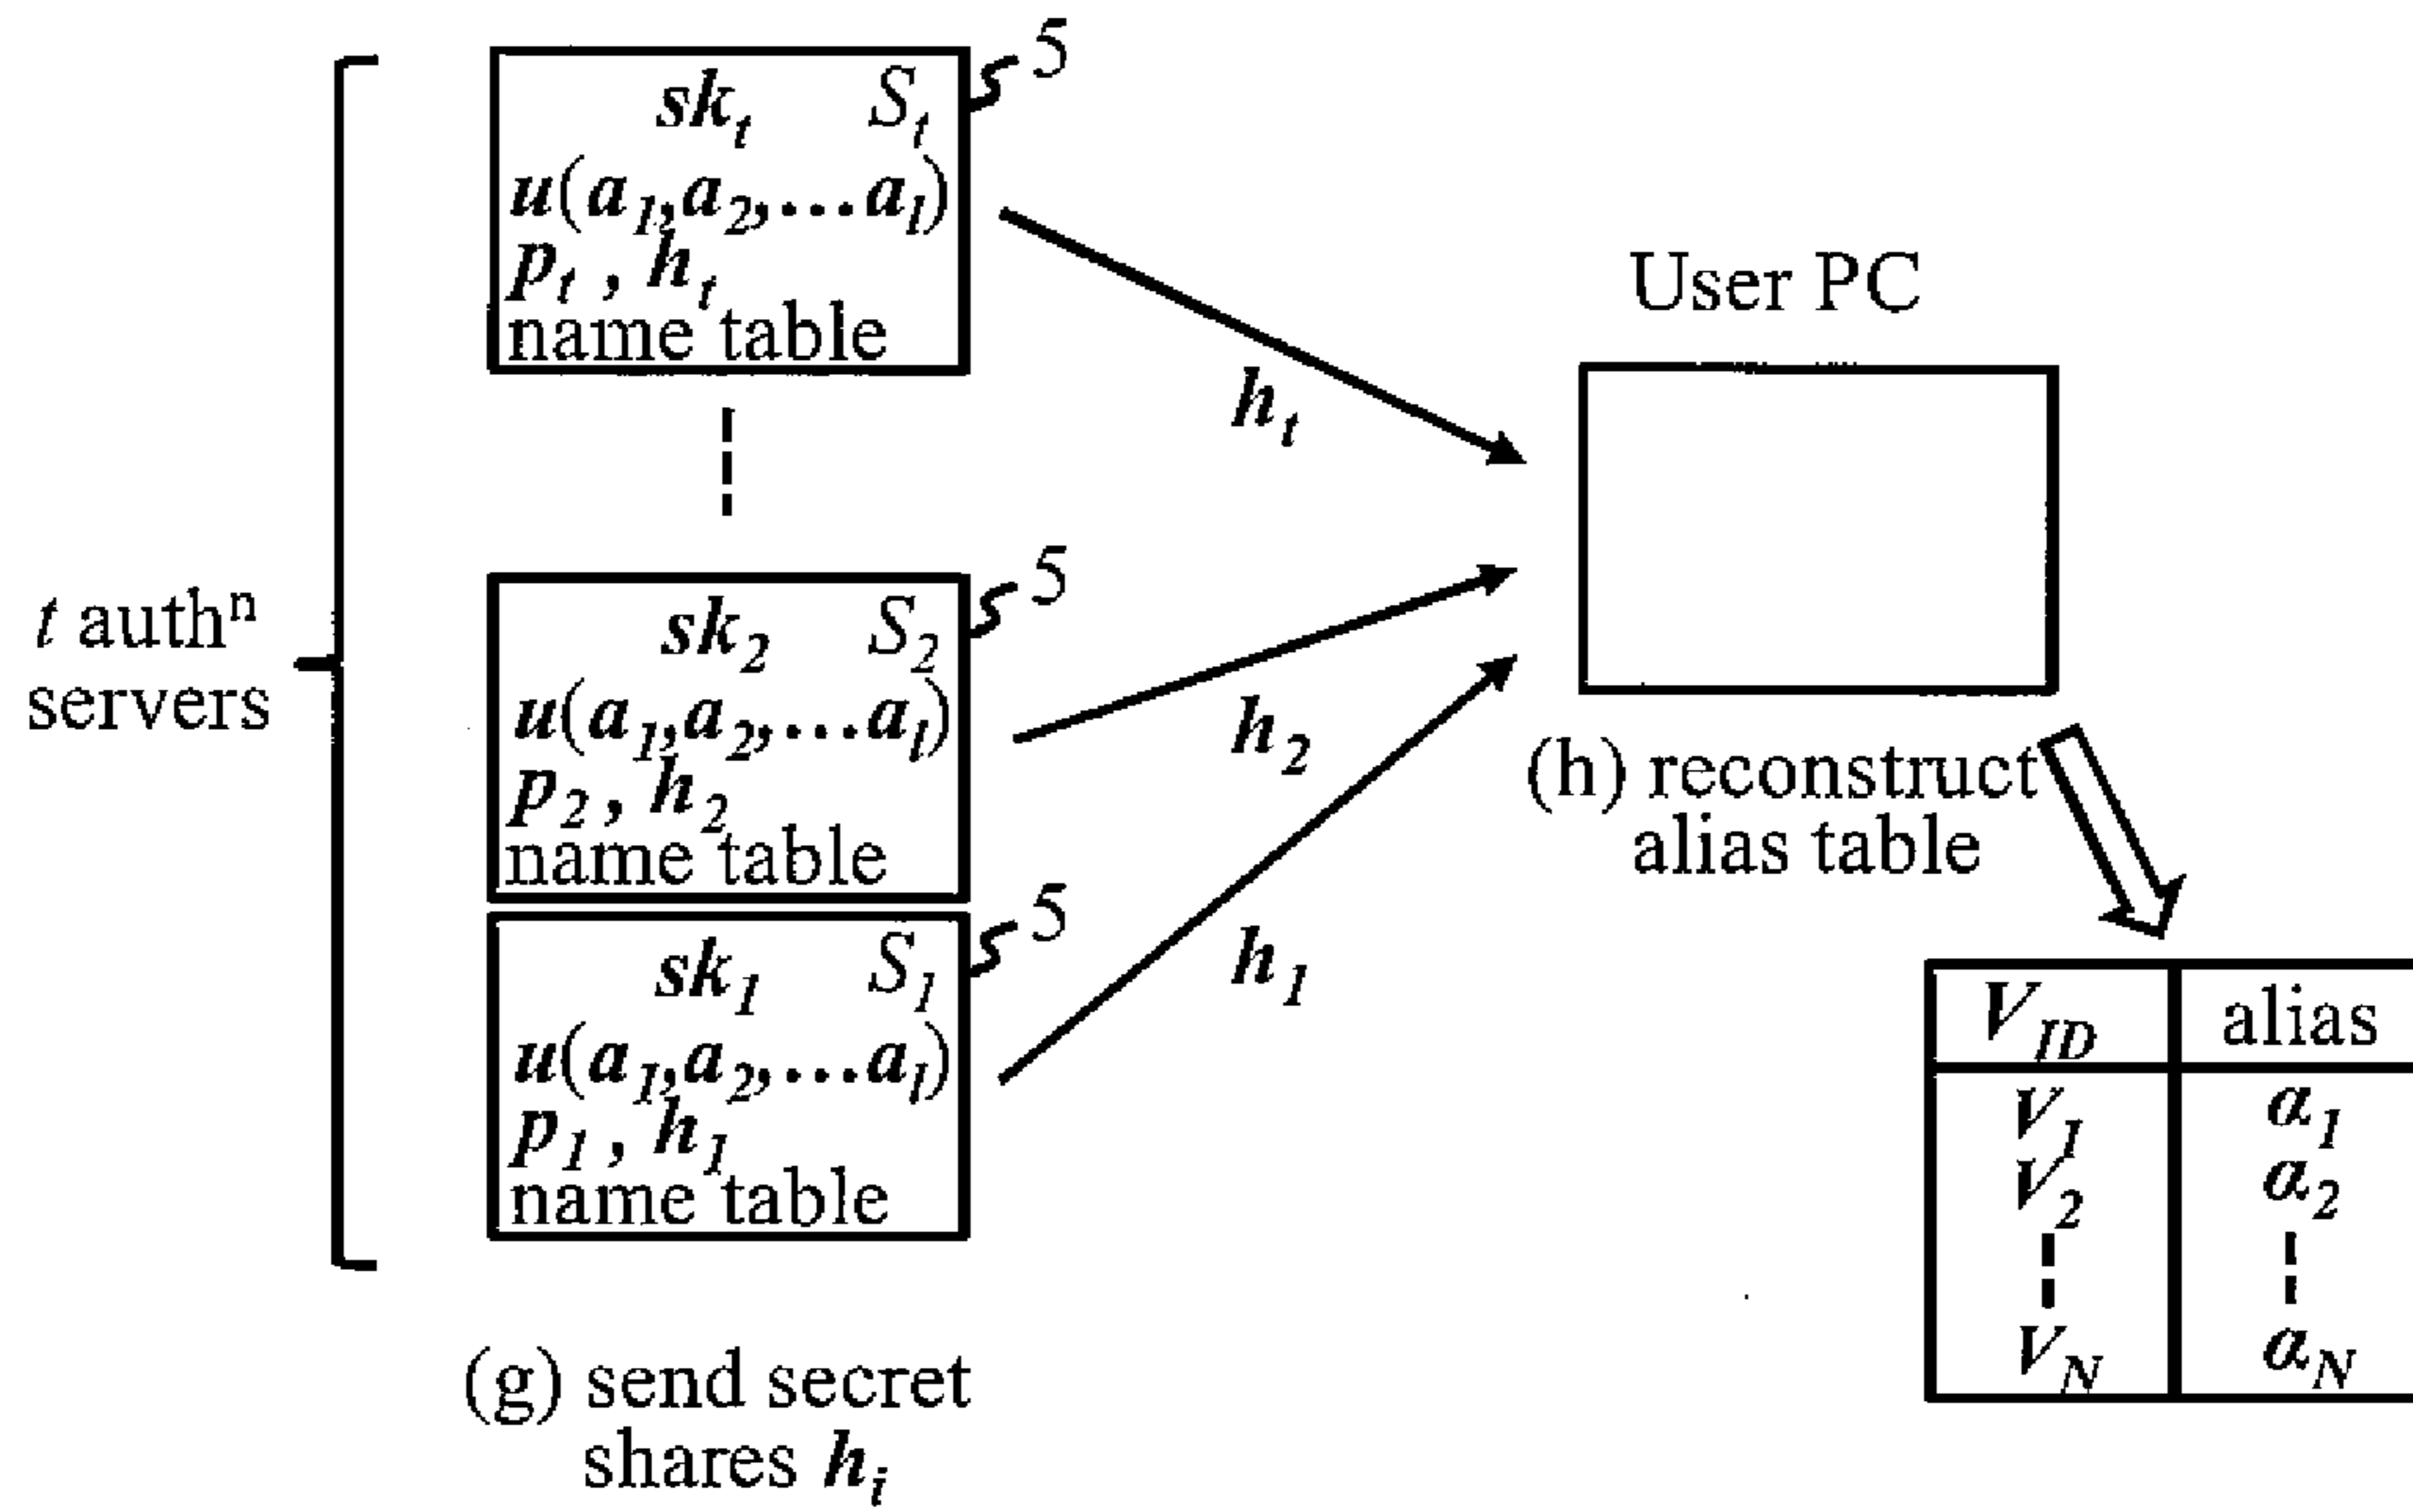 5
sk_t S_t
u(a_1,a_2,...a_l)
p_t , h_t
name table
h_t
User PC
t authⁿ
servers
5
sk_2 S_2
u(a_1,a_2,...a_l)
p_2 , h_2
name table
h_2
(h) reconstruct
alias table
5
sk_1 S_1
u(a_1,a_2,...a_l)
p_1 , h_1
name table
h_1
V_ID alias
V_1 a_1
V_2 a_2
V_N a_N
(g) send secret
shares h_i